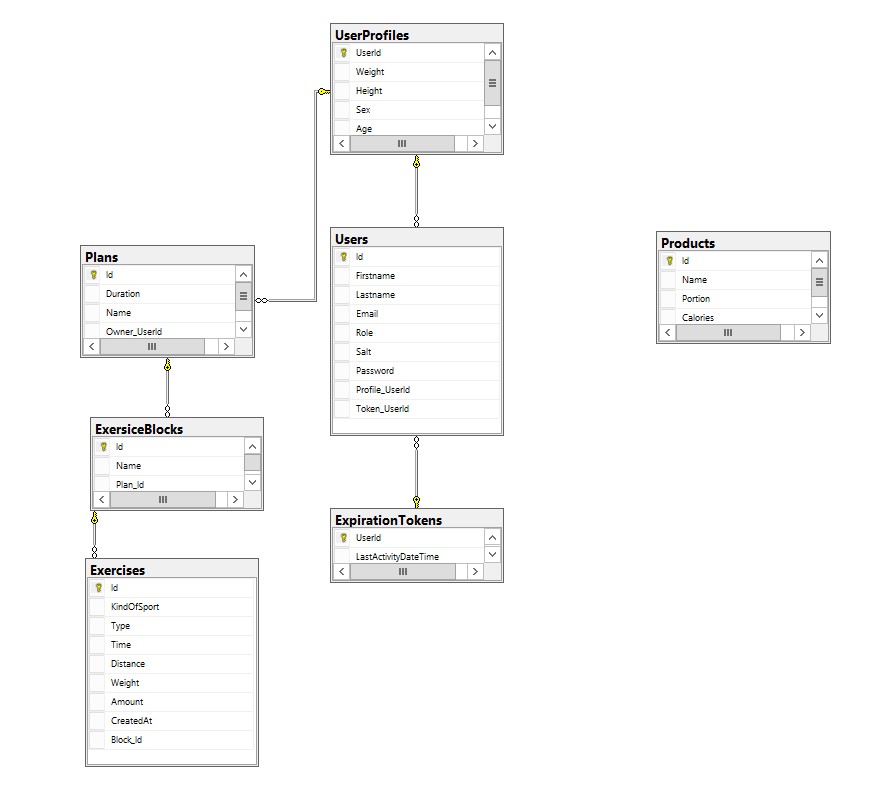 UserProfiles
UserId
Weight
Height
Sex
Age
Plans
Id
Duration
Name
Owner_UserId
Users
Id
Firstname
Lastname
Email
Role
Salt
Password
Profile_UserId
Token_UserId
Products
Id
Name
Portion
Calories
ExersiceBlocks
Id
Name
Plan_Id
ExpirationTokens
UserId
LastActivityDateTime
Exercises
Id
KindOfSport
Type
Time
Distance
Weight
Amount
CreatedAt
Block_Id